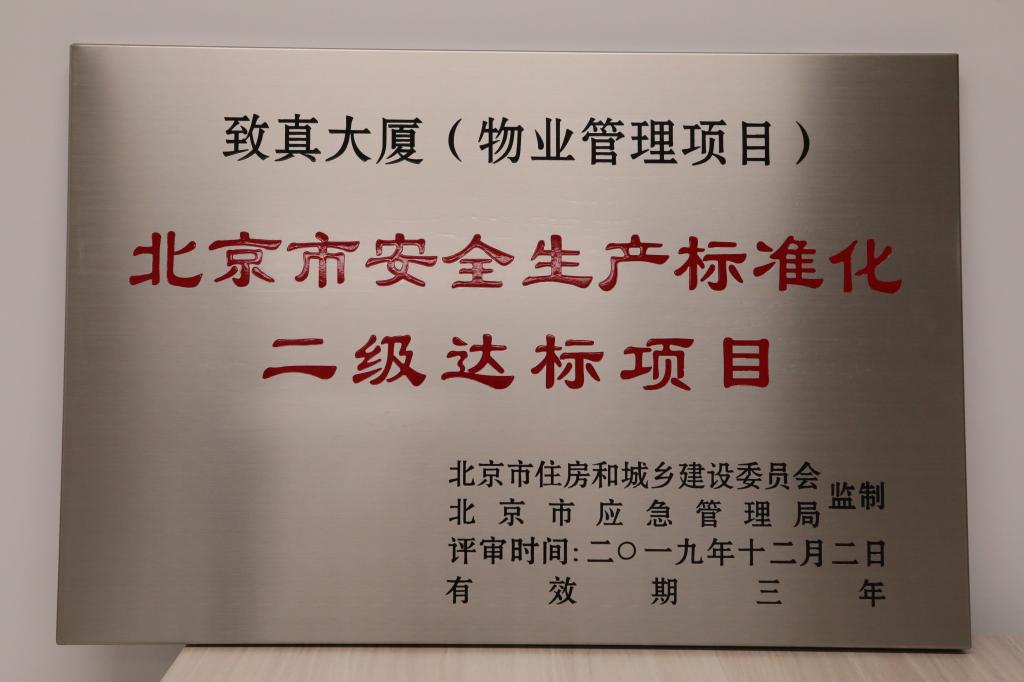 致真大厦（物业管理项目）
北京市安全生产标准化
二级达标项目
北京市住房和城乡建设委员会
北京市应急管理局
监制
评审时间:二〇一九年十二月二日
有效期三年